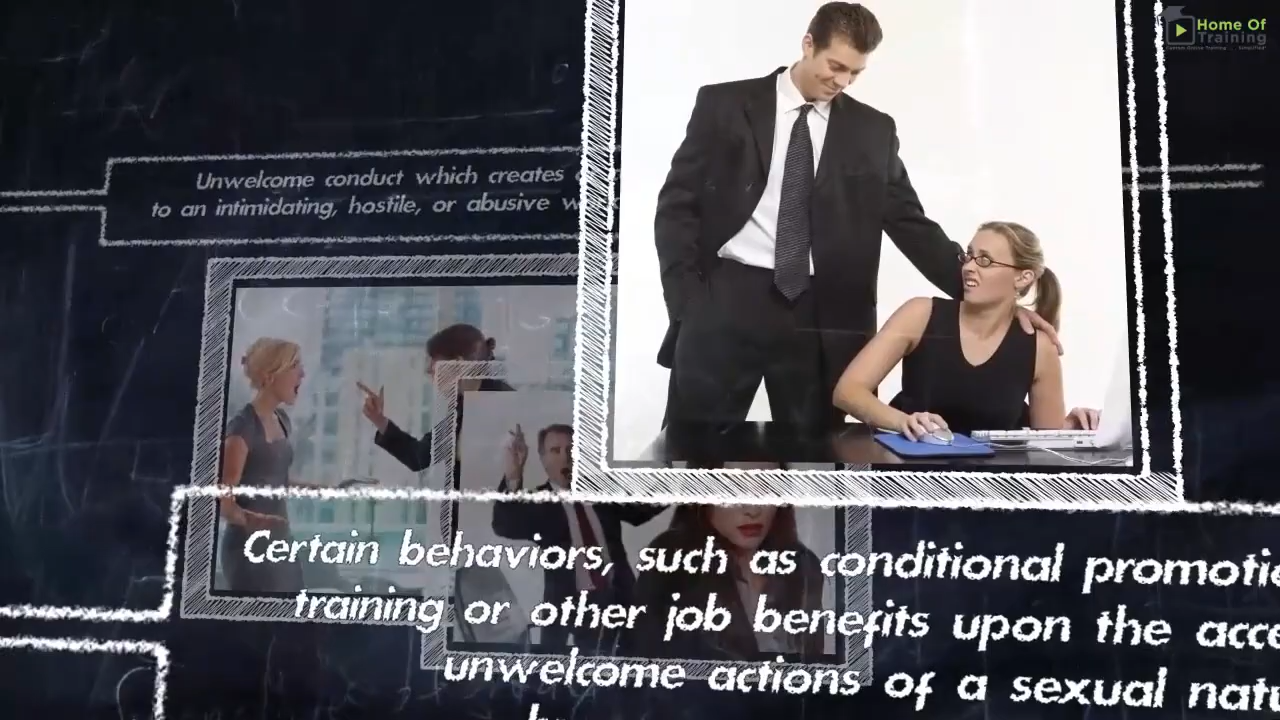 Home Of
Training
Unwelcome conduct which creates
to an intimidating, hostile, or abusive
Certain behaviors, such as conditional
training or other job benefits upon the
unwelcome actions of a sexual